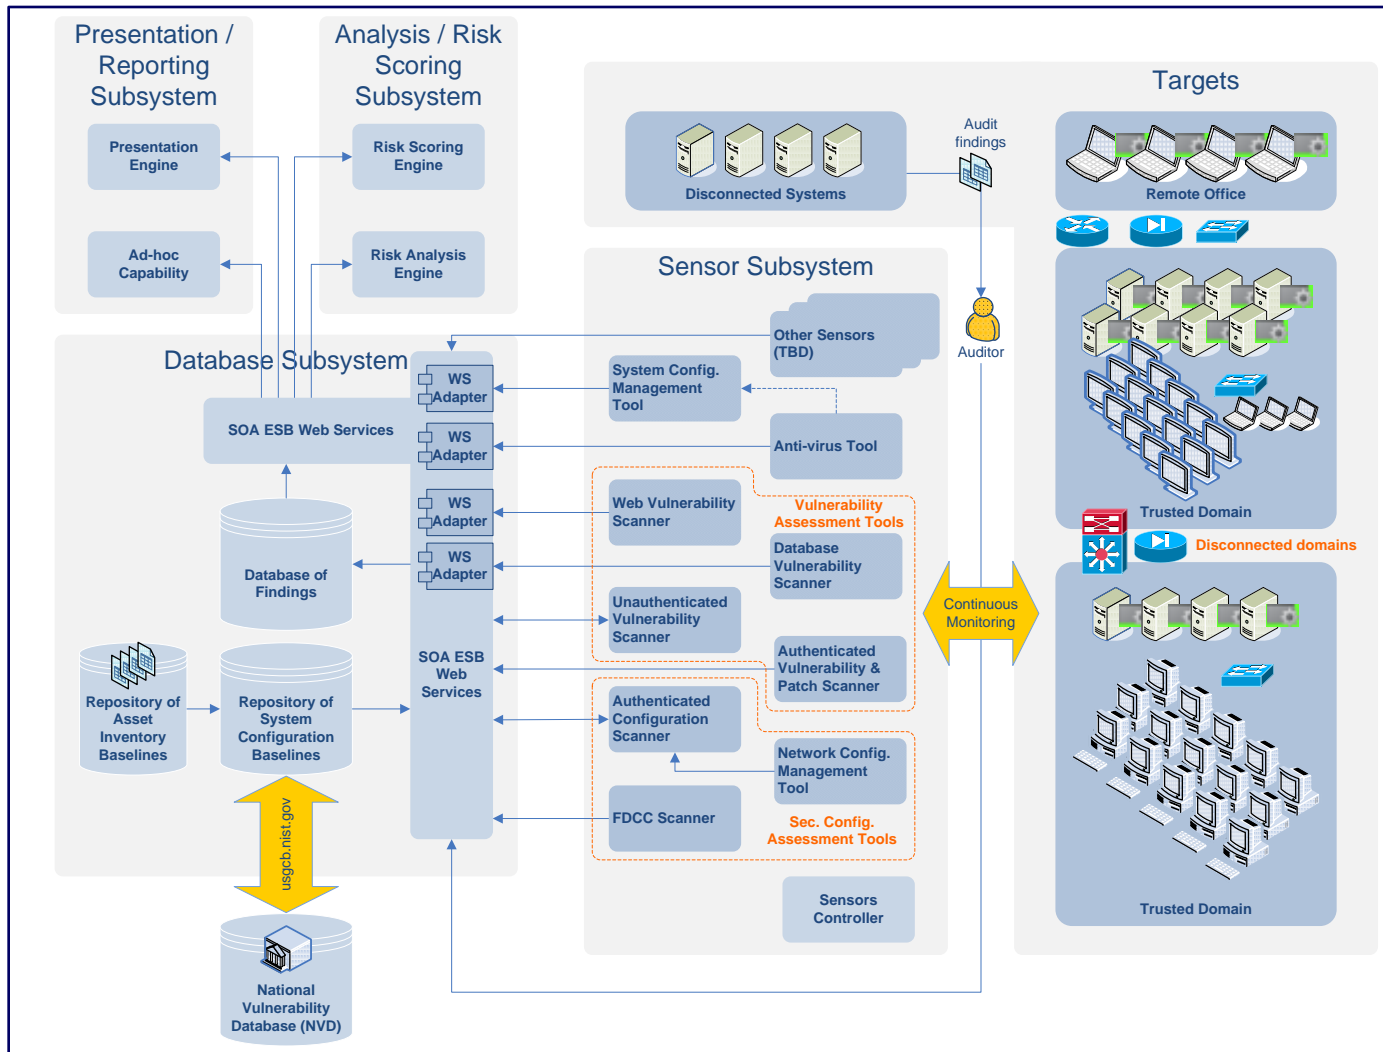 Presentation /
Reporting
Subsystem
Presentation
Engine
Ad-hoc
Capability
Analysis / Risk
Scoring
Subsystem
Risk Scoring
Engine
Risk Analysis
Engine
Targets
Disconnected Systems
Audit
findings
Auditor
Remote Office
Trusted Domain
Disconnected domains
Trusted Domain
Continuous
Monitoring
Sensor Subsystem
Other Sensors
(TBD)
System Config.
Management
Tool
Anti-virus Tool
Web Vulnerability
Scanner
Vulnerability
Assessment Tools
Database
Vulnerability
Scanner
Unauthenticated
Vulnerability
Scanner
Authenticated
Vulnerability &
Patch Scanner
Authenticated
Configuration
Scanner
Network Config.
Management
Tool
FDCC Scanner
Sec. Config.
Assessment Tools
Sensors
Controller
Database Subsystem
WS
Adapter
WS
Adapter
WS
Adapter
WS
Adapter
SOA ESB Web Services
SOA ESB
Web
Services
Database of
Findings
Repository of
Asset
Inventory
Baselines
Repository of
System
Configuration
Baselines
usgcb.nist.gov
National
Vulnerability
Database (NVD)